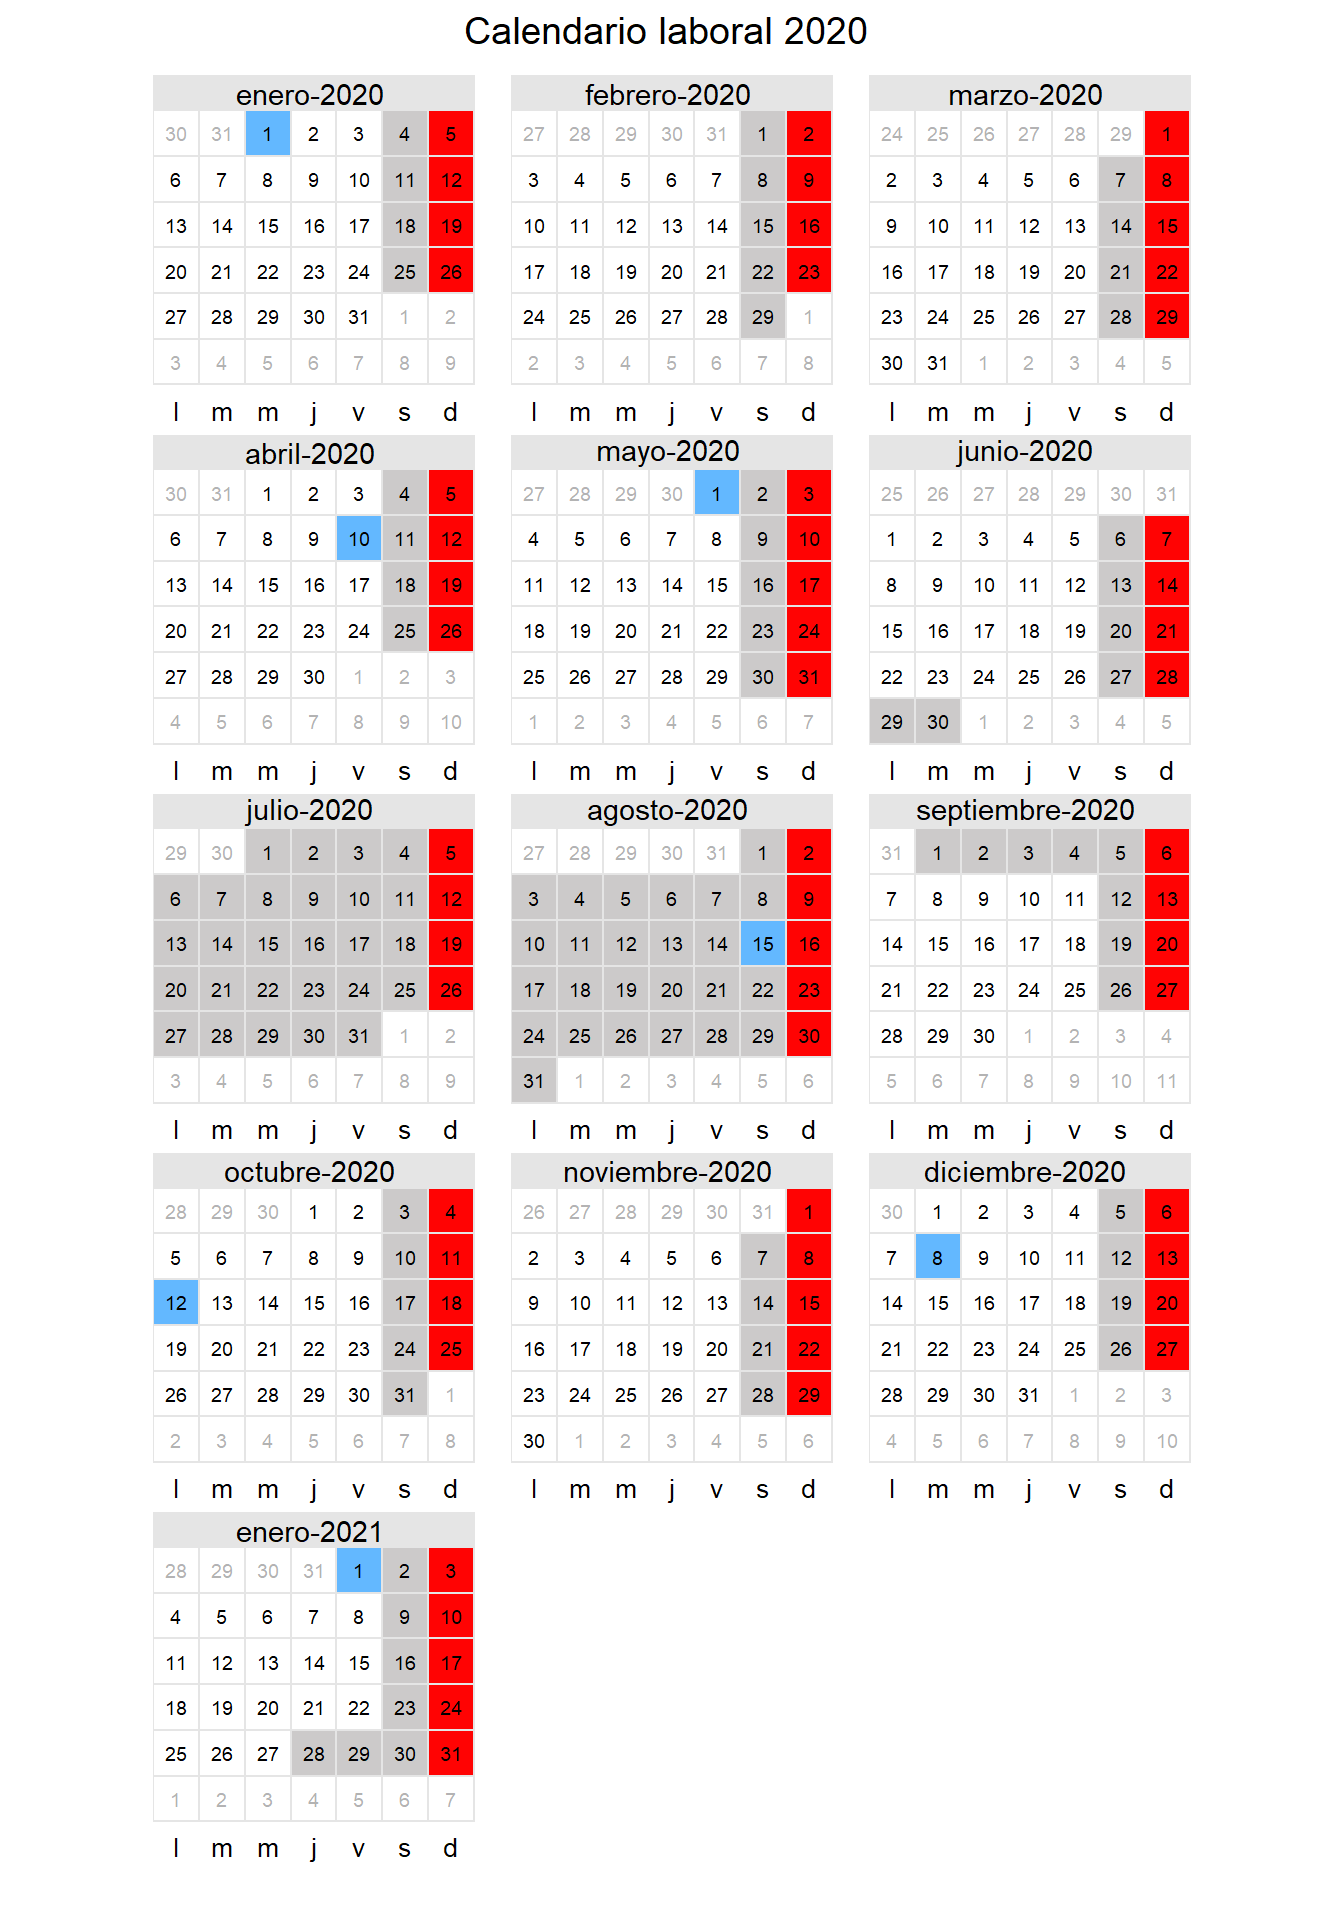 Calendario laboral 2020
enero-2020
30 31 1 2 3 4 5
6 7 8 9 10 11 12
13 14 15 16 17 18 19
20 21 22 23 24 25 26
27 28 29 30 31 1 2
3 4 5 6 7 8 9
l m m j v s d
febrero-2020
27 28 29 30 31 1 2
3 4 5 6 7 8 9
10 11 12 13 14 15 16
17 18 19 20 21 22 23
24 25 26 27 28 29 1
2 3 4 5 6 7 8
l m m j v s d
marzo-2020
24 25 26 27 28 29 1
2 3 4 5 6 7 8
9 10 11 12 13 14 15
16 17 18 19 20 21 22
23 24 25 26 27 28 29
30 31 1 2 3 4 5
l m m j v s d
abril-2020
30 31 1 2 3 4 5
6 7 8 9 10 11 12
13 14 15 16 17 18 19
20 21 22 23 24 25 26
27 28 29 30 1 2 3
4 5 6 7 8 9 10
l m m j v s d
mayo-2020
27 28 29 30 1 2 3
4 5 6 7 8 9 10
11 12 13 14 15 16 17
18 19 20 21 22 23 24
25 26 27 28 29 30 31
1 2 3 4 5 6 7
l m m j v s d
junio-2020
25 26 27 28 29 30 31
1 2 3 4 5 6 7
8 9 10 11 12 13 14
15 16 17 18 19 20 21
22 23 24 25 26 27 28
29 30 1 2 3 4 5
l m m j v s d
julio-2020
29 30 1 2 3 4 5
6 7 8 9 10 11 12
13 14 15 16 17 18 19
20 21 22 23 24 25 26
27 28 29 30 31 1 2
3 4 5 6 7 8 9
l m m j v s d
agosto-2020
27 28 29 30 31 1 2
3 4 5 6 7 8 9
10 11 12 13 14 15 16
17 18 19 20 21 22 23
24 25 26 27 28 29 30
31 1 2 3 4 5 6
l m m j v s d
septiembre-2020
31 1 2 3 4 5 6
7 8 9 10 11 12 13
14 15 16 17 18 19 20
21 22 23 24 25 26 27
28 29 30 1 2 3 4
5 6 7 8 9 10 11
l m m j v s d
octubre-2020
28 29 30 1 2 3 4
5 6 7 8 9 10 11
12 13 14 15 16 17 18
19 20 21 22 23 24 25
26 27 28 29 30 31 1
2 3 4 5 6 7 8
l m m j v s d
noviembre-2020
26 27 28 29 30 31 1
2 3 4 5 6 7 8
9 10 11 12 13 14 15
16 17 18 19 20 21 22
23 24 25 26 27 28 29
30 1 2 3 4 5 6
l m m j v s d
diciembre-2020
30 1 2 3 4 5 6
7 8 9 10 11 12 13
14 15 16 17 18 19 20
21 22 23 24 25 26 27
28 29 30 31 1 2 3
4 5 6 7 8 9 10
l m m j v s d
enero-2021
28 29 30 31 1 2 3
4 5 6 7 8 9 10
11 12 13 14 15 16 17
18 19 20 21 22 23 24
25 26 27 28 29 30 31
1 2 3 4 5 6 7
l m m j v s d